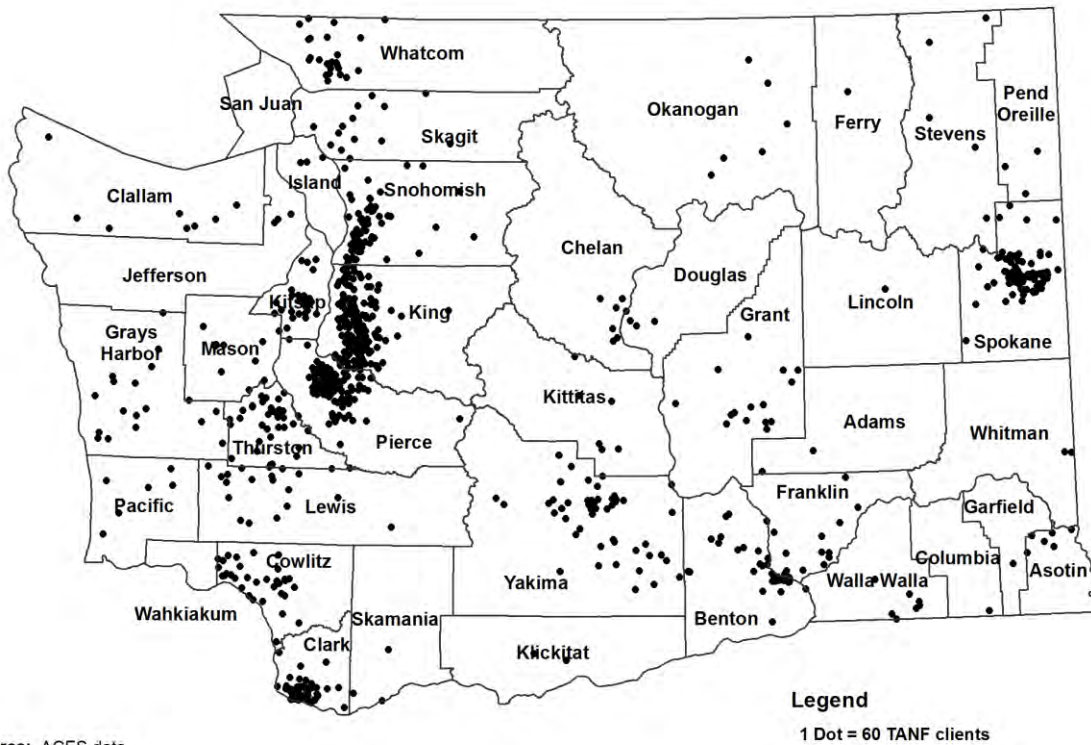 Whatcom
San Juan
Skagit
Okanogan
Ferry
Stevens
Pend
Oreille
Island
Snohomish
Clallam
Chelan
Douglas
Jefferson
Kitsap
King
Lincoln
Grant
Spokane
Grays
Harbor
Mason
Kittitas
Adams
Whitman
Thurston
Pierce
Pacific
Lewis
Franklin
Garfield
Cowlitz
Yakima
Columbia
Asotin
Walla Walla
Wahkiakum
Skamania
Benton
Clark
Klickitat
Legend
1 Dot = 60 TANF clients